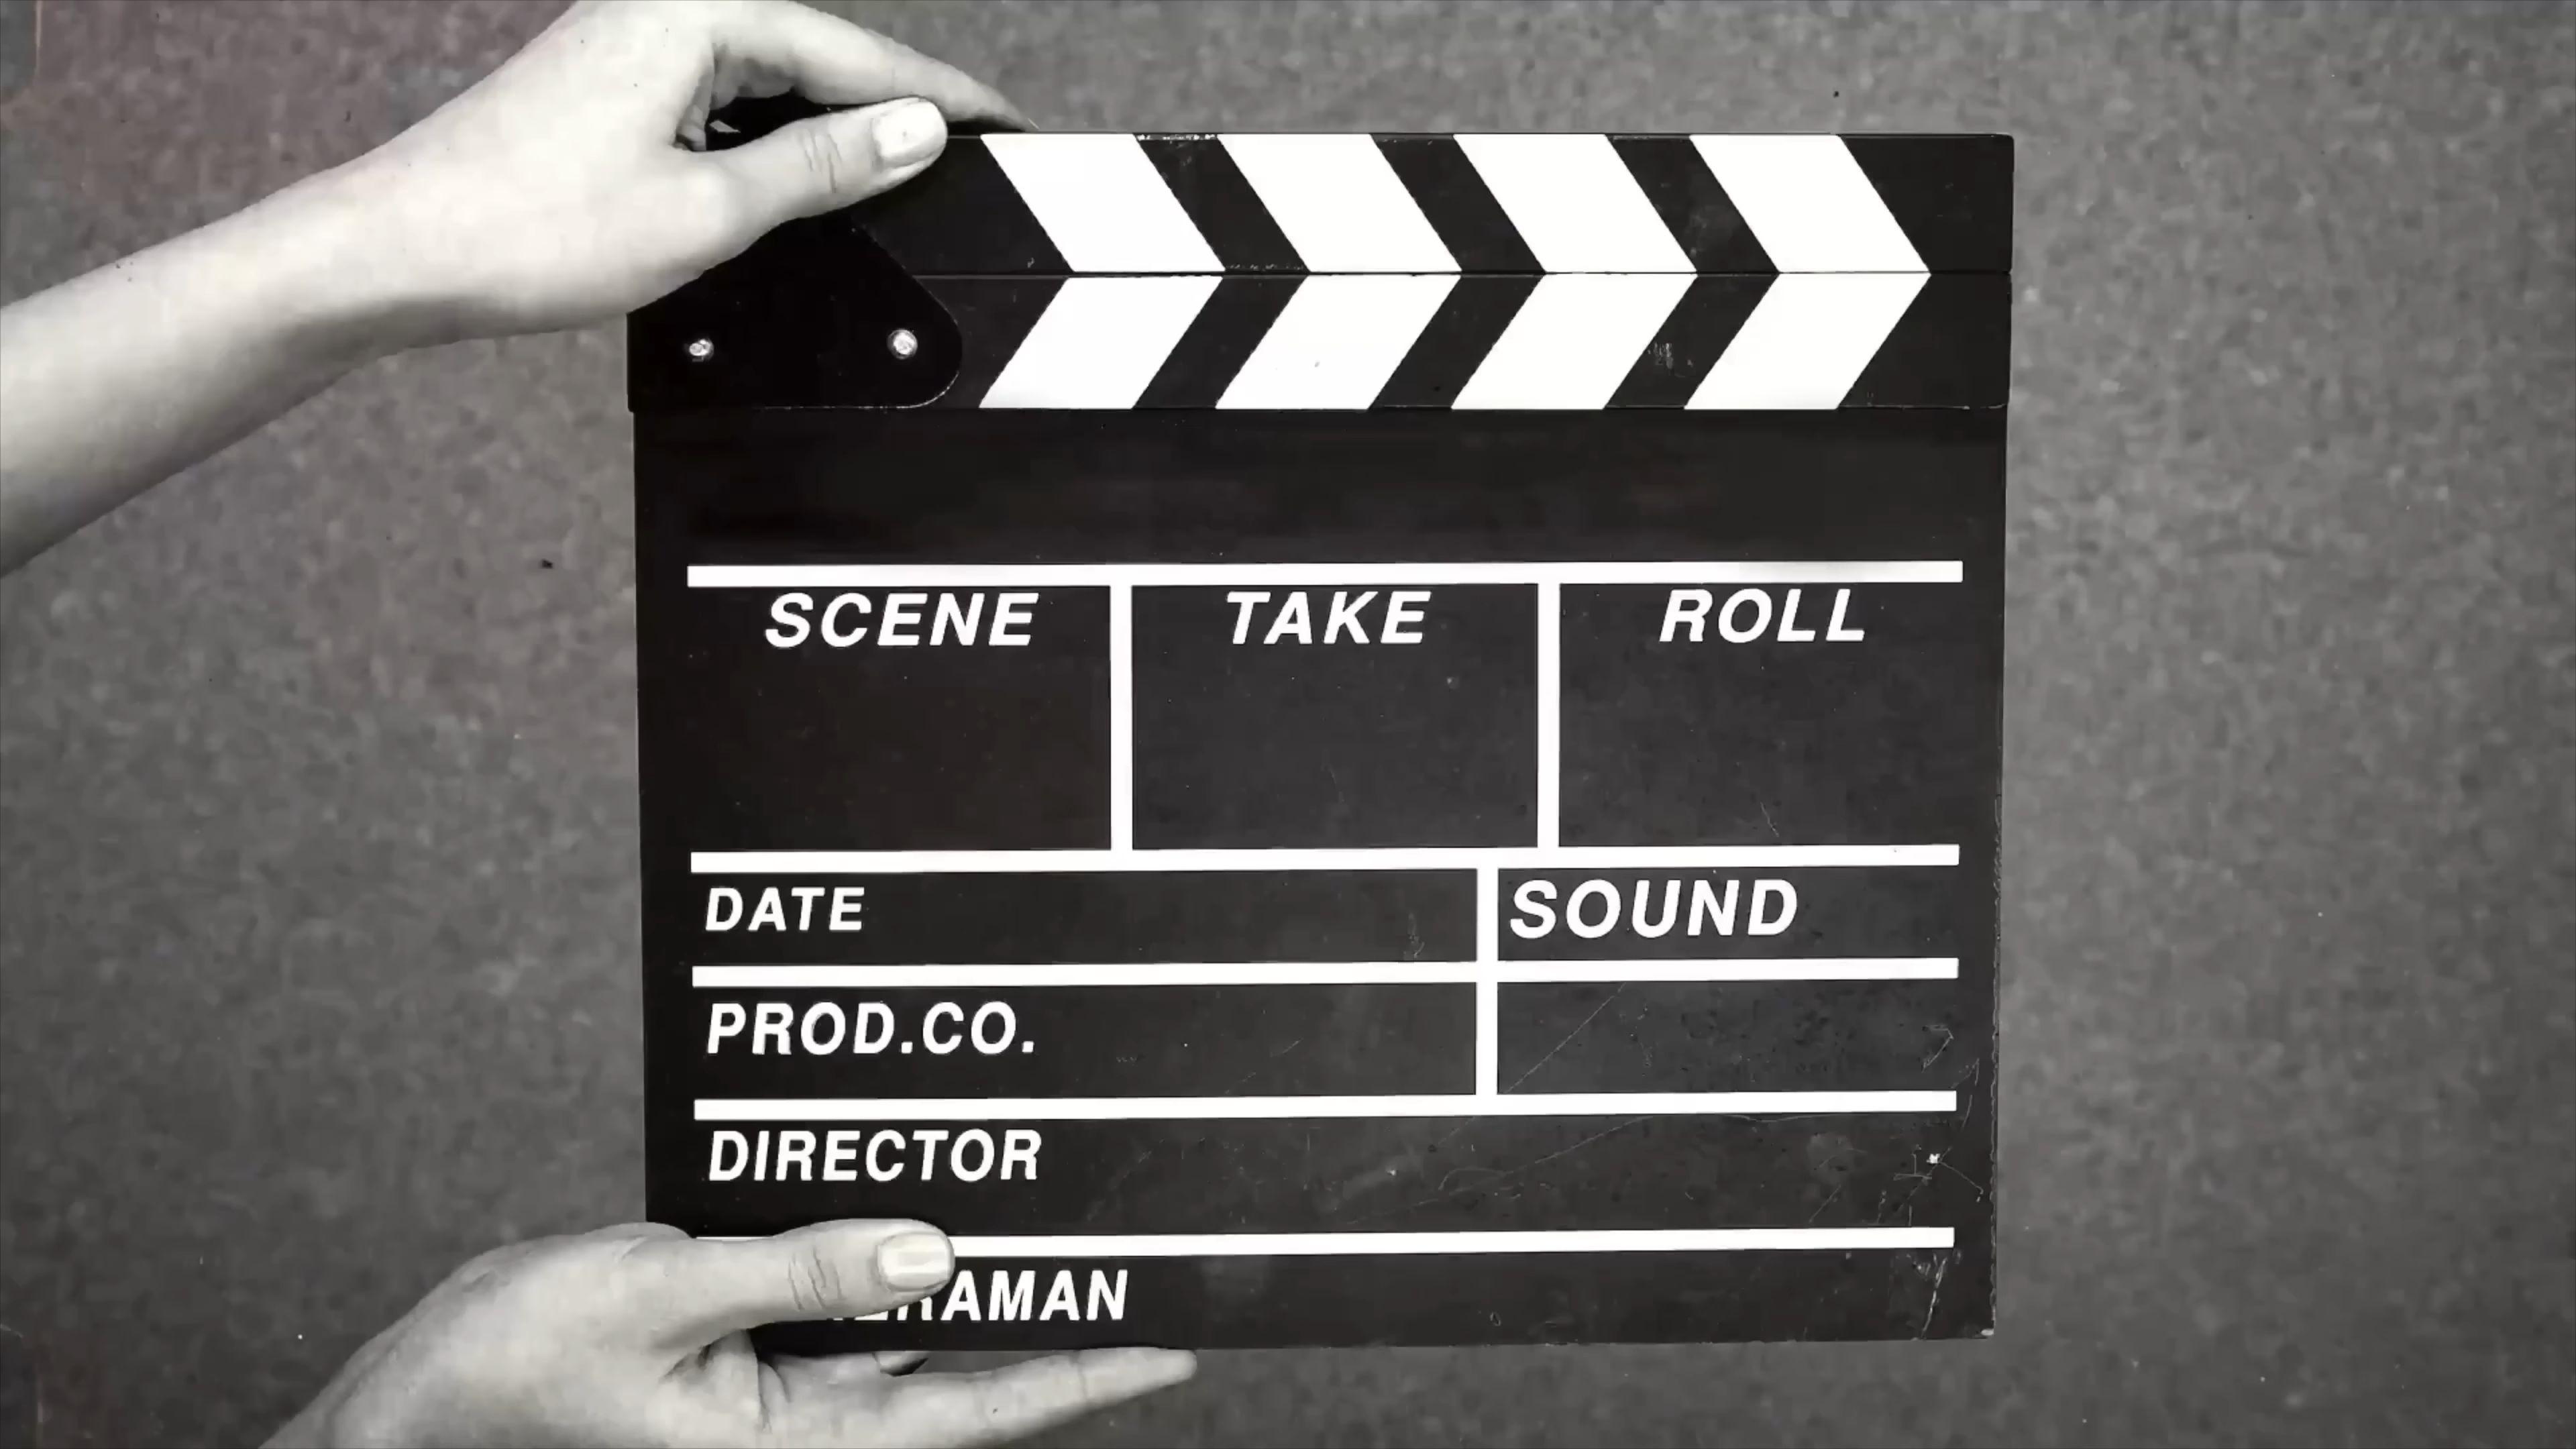 SCENE TAKE ROLL
DATE SOUND
PROD.CO.
DIRECTOR